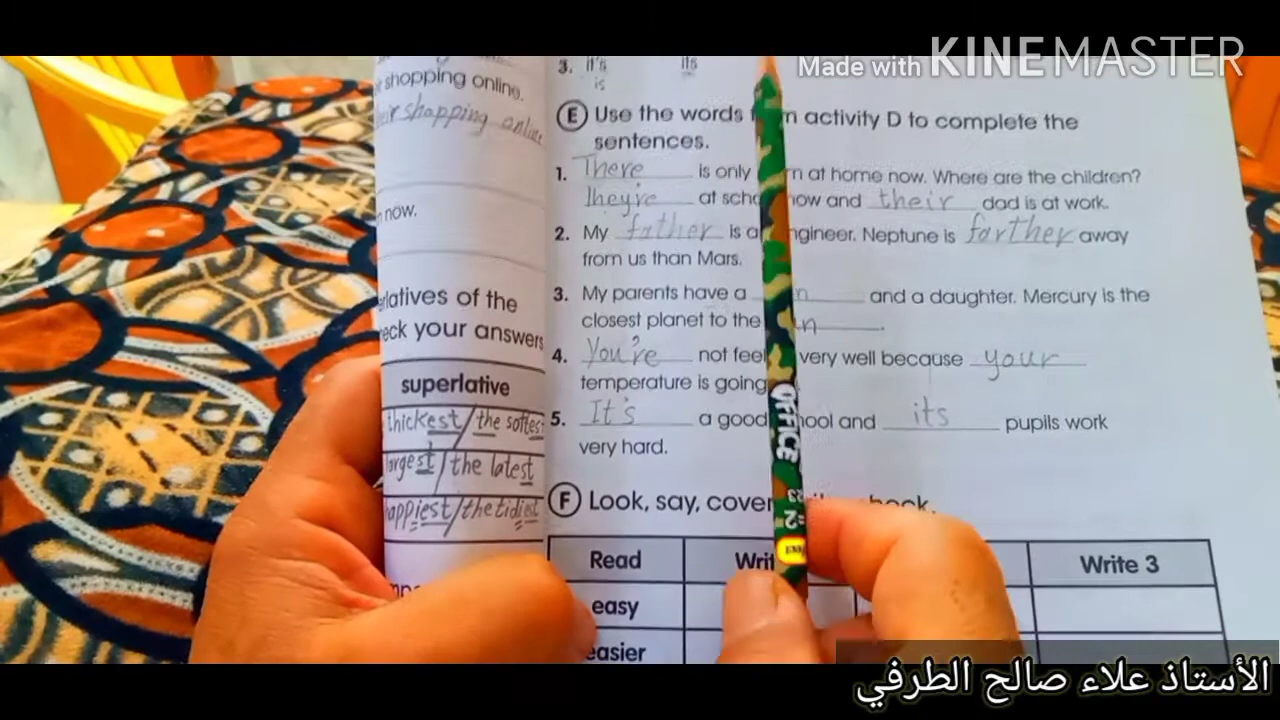 Made with KINEMASTER
shopping online.
shopping online
now.
latives of the
eck your answers
superlative
thickest / the softes
largest / the latest
happiest / the tidiest
3. it's its
is
E Use the words activity D to complete the
sentences.
1. There is only at home now. Where are the children?
They're at now and their dad is at work.
2. My father is a ngineer. Neptune is farther away
from us than Mars.
3. My parents have a n and a daughter. Mercury is the
closest planet to the n.
4. You're not feel very well because your
temperature is going
5. It's a good hool and its pupils work
very hard.
F Look, say, cover
Read Writ Write 3
easy
easier
OFFICE
الأستاذ علاء صالح الطرفي